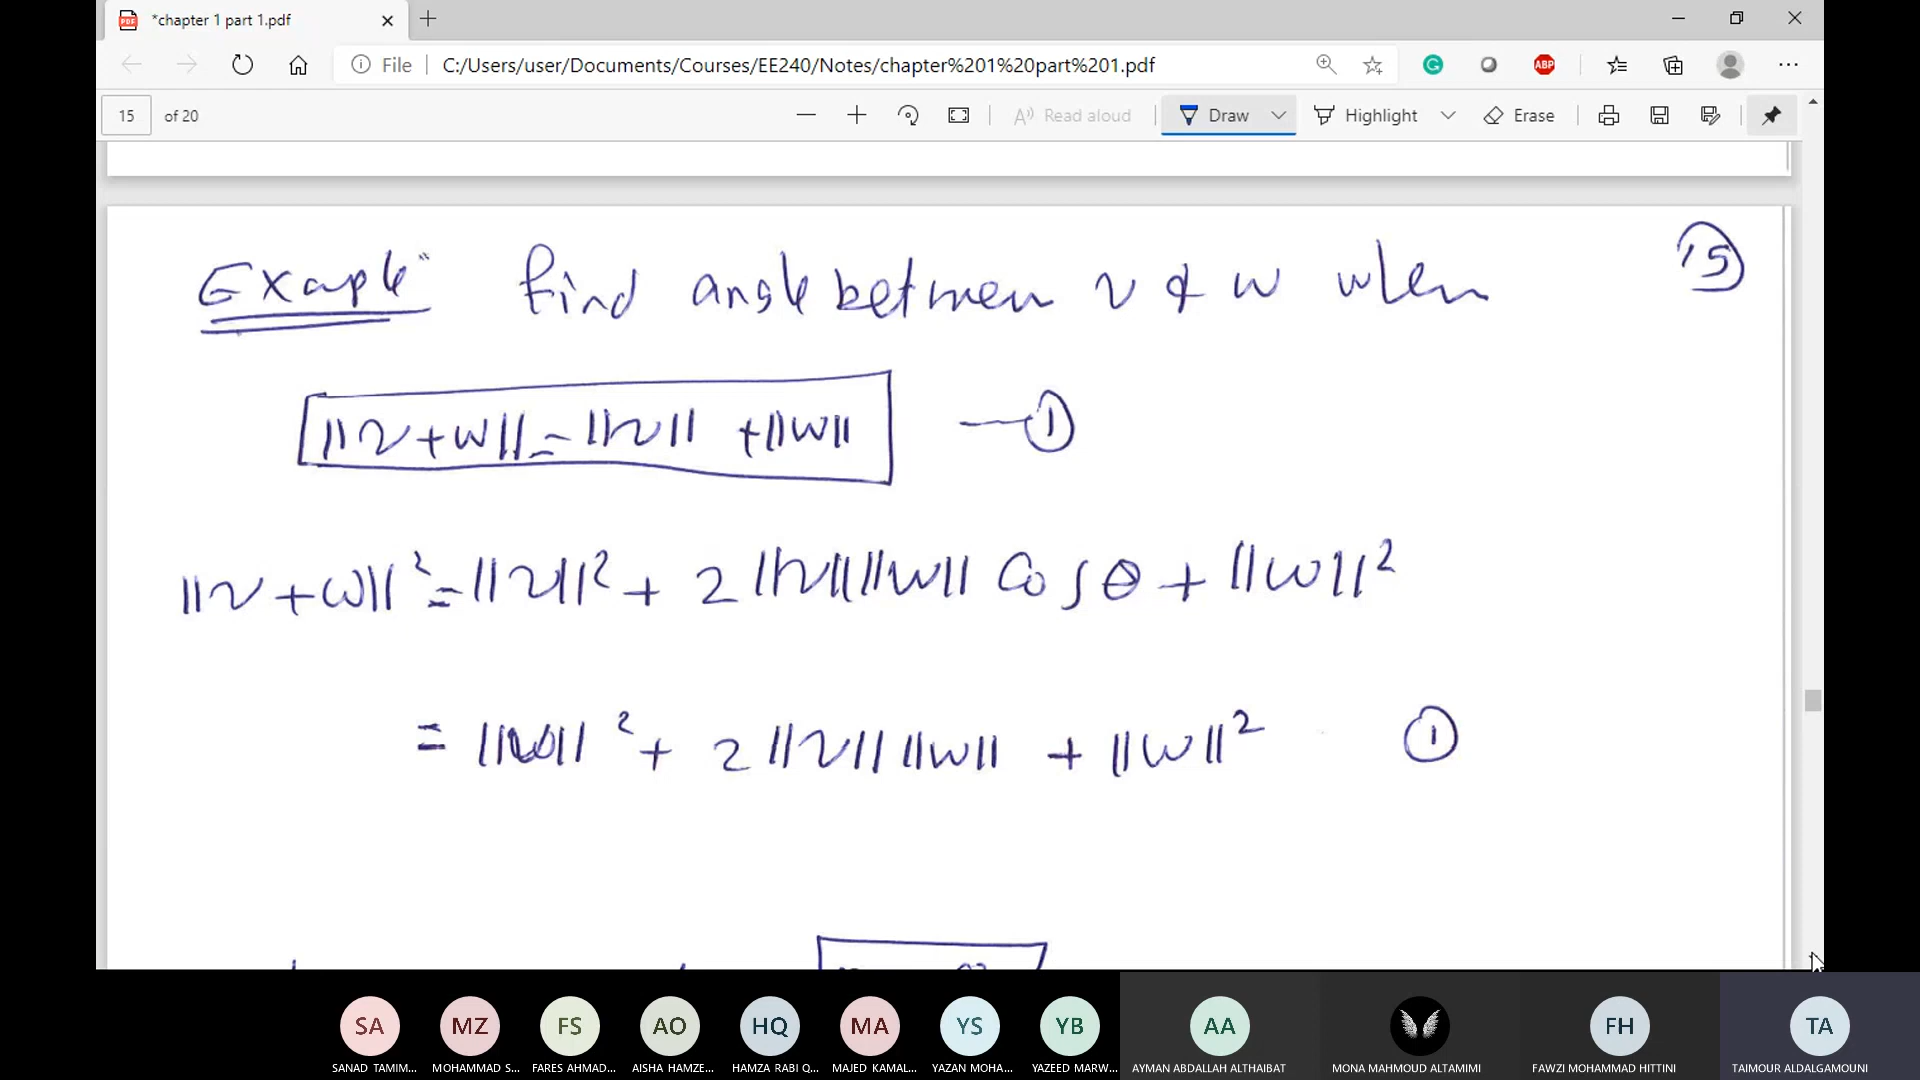 *chapter 1 part 1.pdf
File | C:/Users/user/Documents/Courses/EE240/Notes/chapter%201%20part%201.pdf
ABP
15 of 20
Read aloud Draw Highlight Erase
Example: find angle between v & w when 15
||v+w|| = ||v|| + ||w|| — 1
||v+w||² = ||v||² + 2 ||v|| ||w|| Cos θ + ||w||²
= ||v||² + 2 ||v|| ||w|| + ||w||² 1
SA MZ FS AO HQ MA YS YB AA FH TA
SANAD TAMIM... MOHAMMAD S... FARES AHMAD... AISHA HAMZE... HAMZA RABI Q... MAJED KAMAL... YAZAN MOHA... YAZEED MARW... AYMAN ABDALLAH ALTHAIBAT MONA MAHMOUD ALTAMIMI FAWZI MOHAMMAD HITTINI TAIMOUR ALDALGAMOUNI